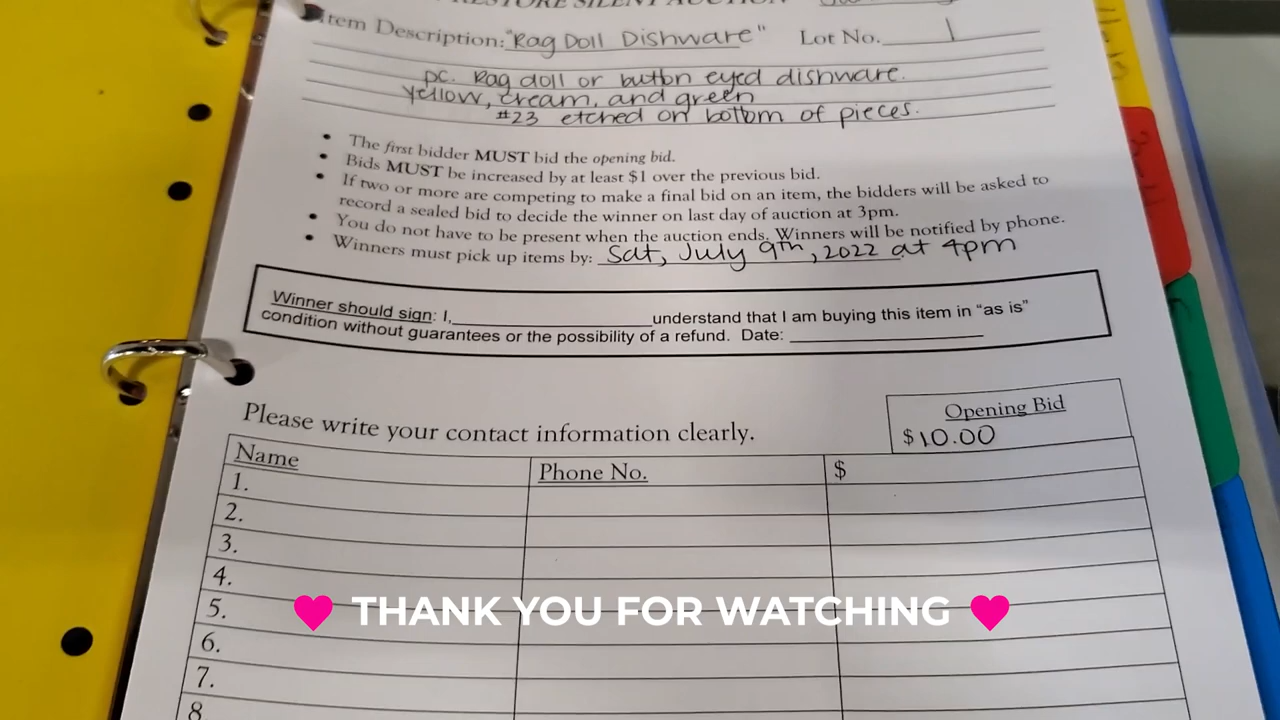 RESTORE SILENT AUCTION
Item Description: "Rag Doll Dishware" Lot No. 1
pc. Rag doll or button eyed dishware.
Yellow, cream, and green
#23 etched on bottom of pieces.
• The first bidder MUST bid the opening bid.
• Bids MUST be increased by at least $1 over the previous bid.
• If two or more are competing to make a final bid on an item, the bidders will be asked to
record a sealed bid to decide the winner on last day of auction at 3pm.
• You do not have to be present when the auction ends. Winners will be notified by phone.
• Winners must pick up items by: Sat, July 9th, 2022 at 4pm
Winner should sign: I,____________________understand that I am buying this item in "as is"
condition without guarantees or the possibility of a refund. Date: ____________________
Opening Bid
$10.00
Please write your contact information clearly.
Name Phone No. $
1.
2.
3.
4.
5.
♥ THANK YOU FOR WATCHING ♥
6.
7.
8